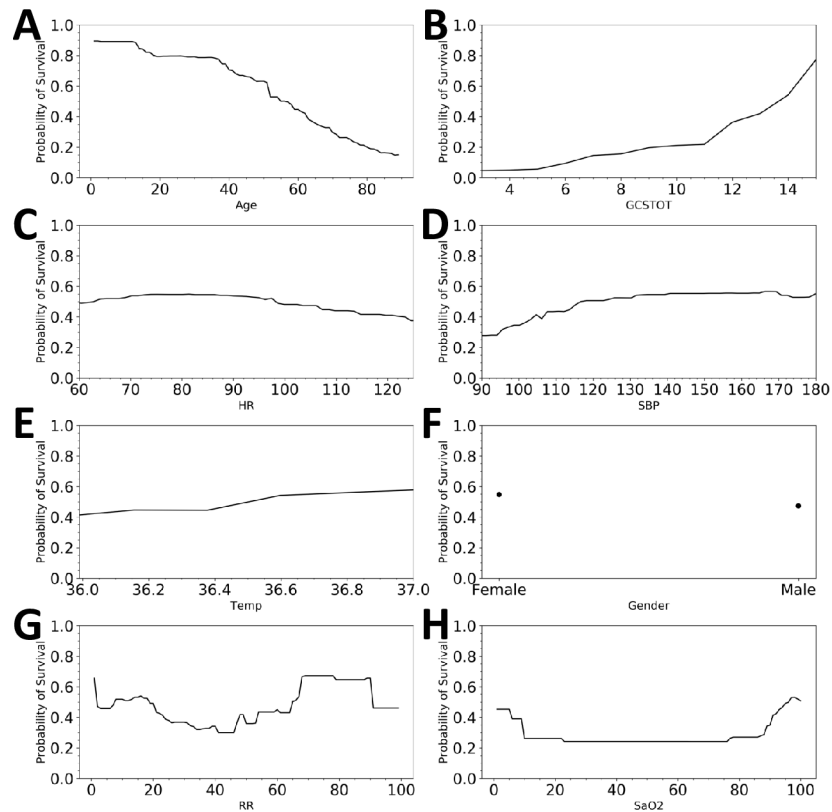 A
B
1.0
0.8
0.6
0.4
0.2
0.0
Probability of Survival
0 20 40 60 80
Age
1.0
0.8
0.6
0.4
0.2
0.0
Probability of Survival
4 6 8 10 12 14
GCSTOT
C
D
1.0
0.8
0.6
0.4
0.2
0.0
Probability of Survival
60 70 80 90 100 110 120
HR
1.0
0.8
0.6
0.4
0.2
0.0
Probability of Survival
90 100 110 120 130 140 150 160 170 180
SBP
E
F
1.0
0.8
0.6
0.4
0.2
0.0
Probability of Survival
36.0 36.2 36.4 36.6 36.8 37.0
Temp
1.0
0.8
0.6
0.4
0.2
0.0
Probability of Survival
Female Male
Gender
G
H
1.0
0.8
0.6
0.4
0.2
0.0
Probability of Survival
0 20 40 60 80 100
RR
1.0
0.8
0.6
0.4
0.2
0.0
Probability of Survival
0 20 40 60 80 100
SaO2